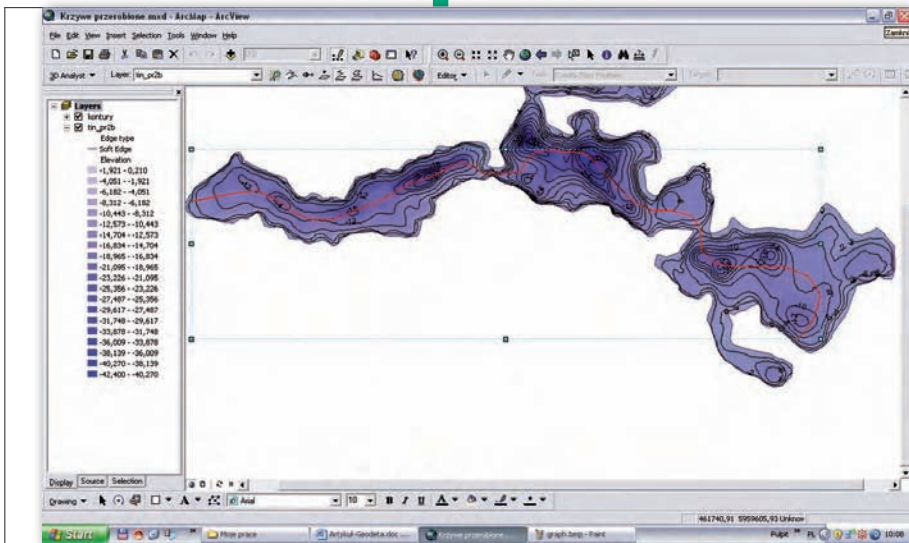 Krzywe przerobione.mxd - ArcMap - ArcView
File Edit View Insert Selection Tools Window Help
Zamknij
3D Analyst Layer: tin_pr2b Editor
Layers
kontury
tin_pr2b
Edge type
Soft Edge
Elevation
-1,921 - 0,210
-4,051 - -1,921
-6,182 - -4,051
-8,312 - -6,182
-10,443 - -8,312
-12,573 - -10,443
-14,704 - -12,573
-16,834 - -14,704
-18,965 - -16,834
-21,095 - -18,965
-23,226 - -21,095
-25,356 - -23,226
-27,487 - -25,356
-29,617 - -27,487
-31,748 - -29,617
-33,878 - -31,748
-36,009 - -33,878
-38,139 - -36,009
-40,270 - -38,139
-42,400 - -40,270
Display Source Selection
Drawing A Arial 10 B I U A
461740,91 5959605,93 Unknow
Start Moje prace Artykul-Geodeta.doc ... Krzywe przerobione.... graph.bmp - Paint Pulpit PL 10:08